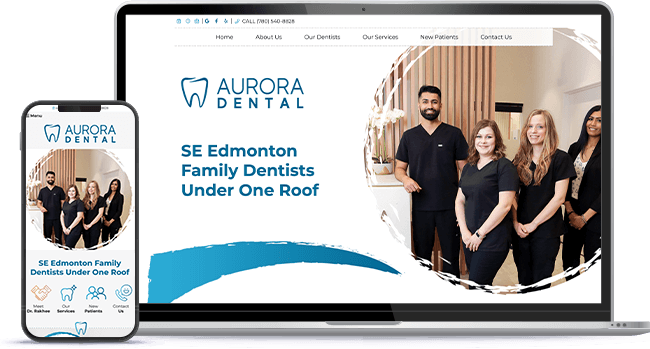 CALL (780) 540-8828
Home About Us Our Dentists Our Services New Patients Contact Us
AURORA
DENTAL
SE Edmonton
Family Dentists
Under One Roof
Menu
AURORA
DENTAL
SE Edmonton Family
Dentists Under One Roof
Meet Our New Contact
Dr. Rakhee Services Patients Us